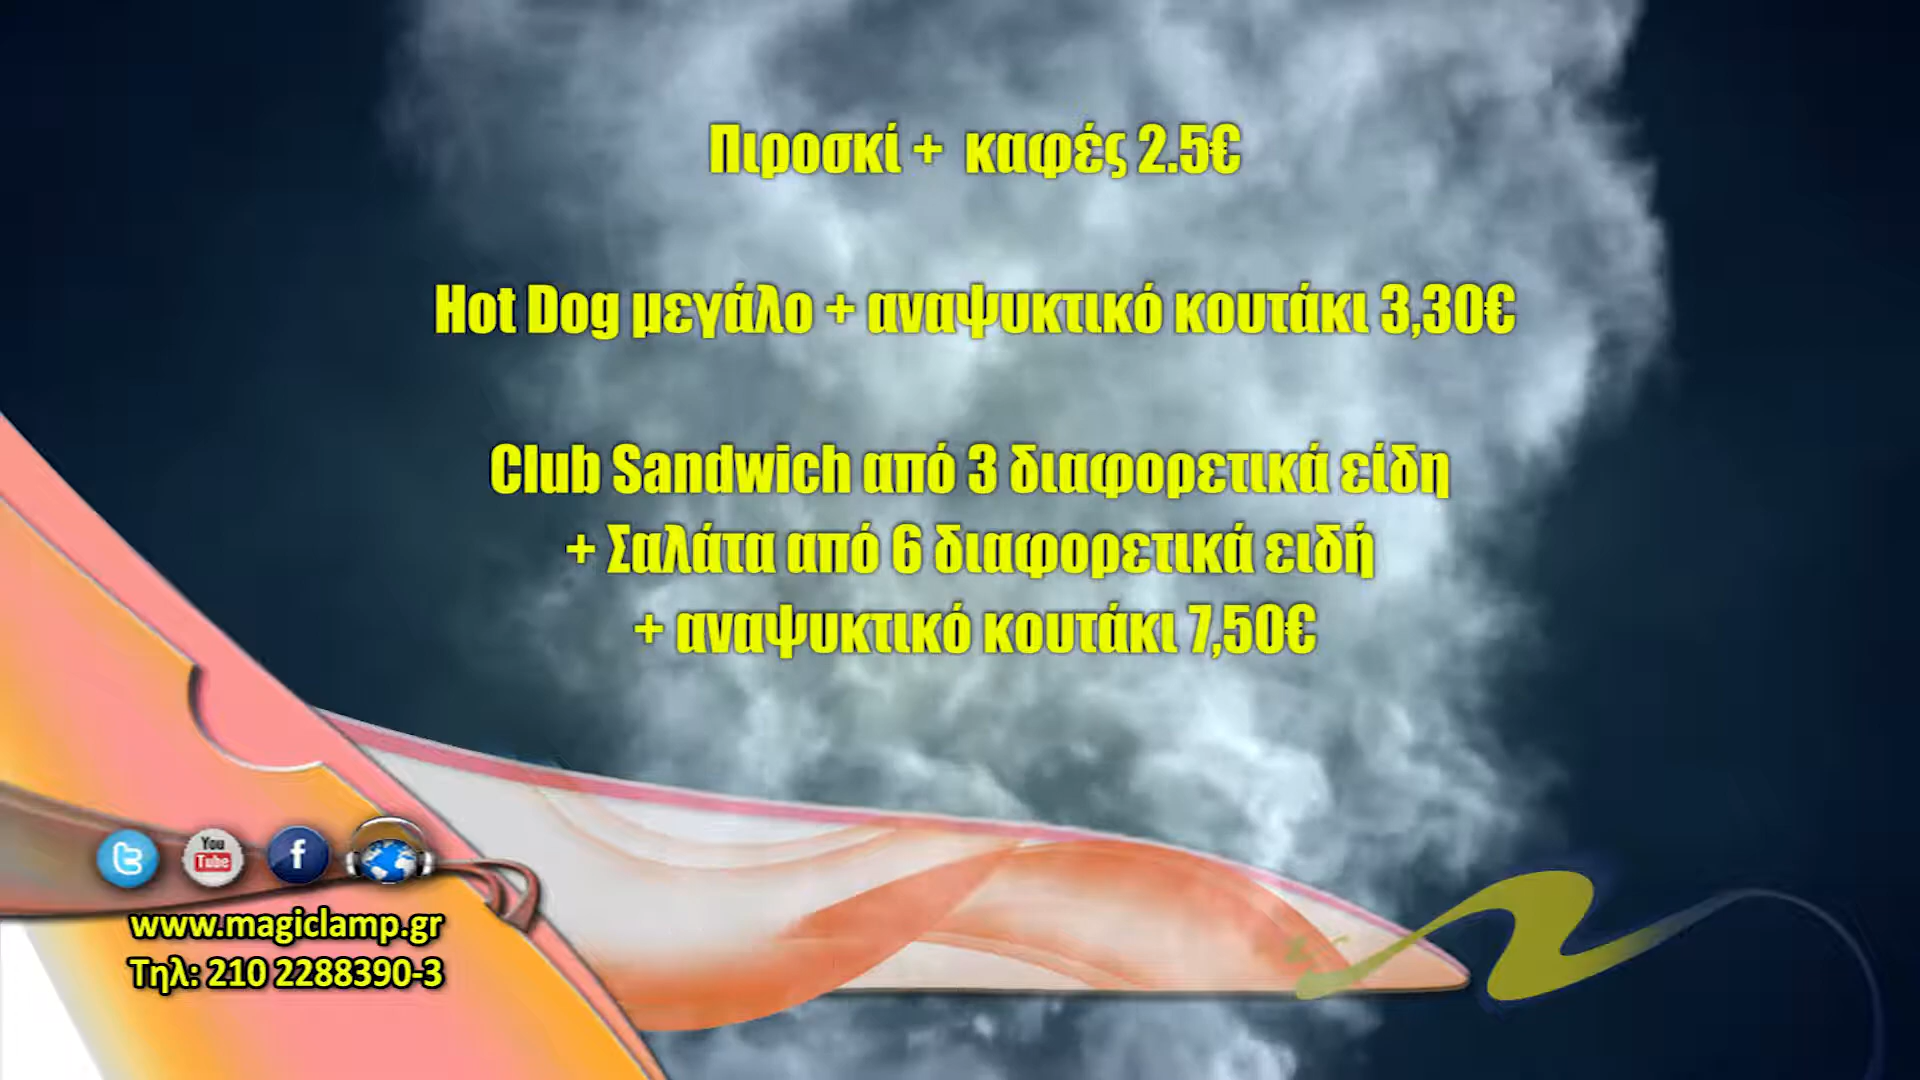 Πιροσκί + καφές 2.5€
Hot Dog μεγάλο + αναψυκτικό κουτάκι 3,30€
Club Sandwich από 3 διαφορετικά είδη
+ Σαλάτα από 6 διαφορετικά ειδή
+ αναψυκτικό κουτάκι 7,50€
You
Tube
www.magiclamp.gr
Τηλ: 210 2288390-3